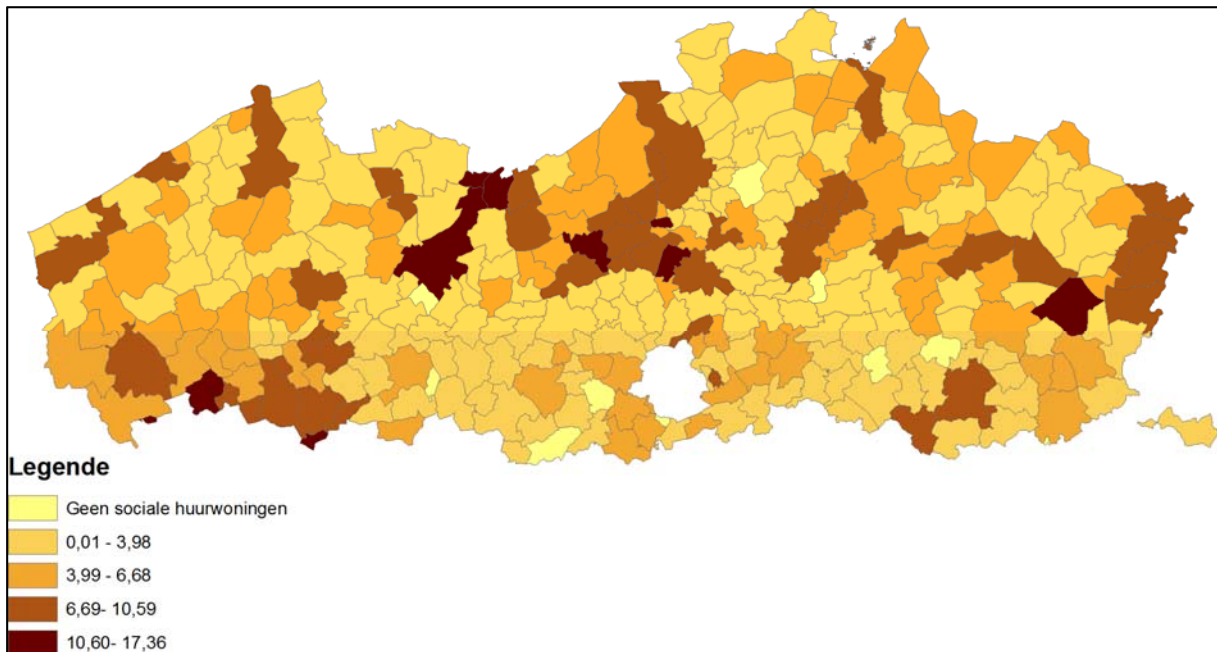 Legende
Geen sociale huurwoningen
0,01 - 3,98
3,99 - 6,68
6,69- 10,59
10,60- 17,36